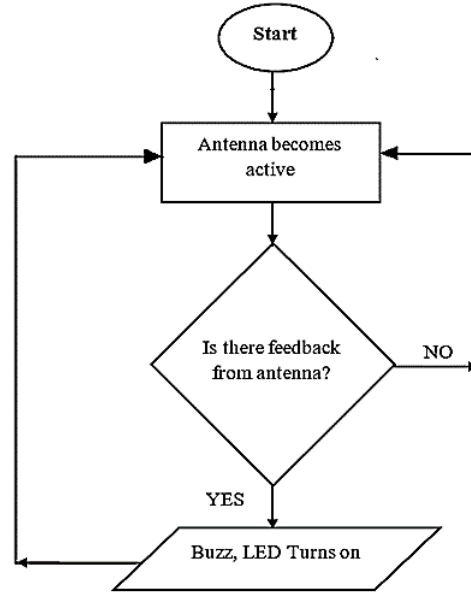 Start
Antenna becomes
active
Is there feedback
from antenna?
NO
YES
Buzz, LED Turns on